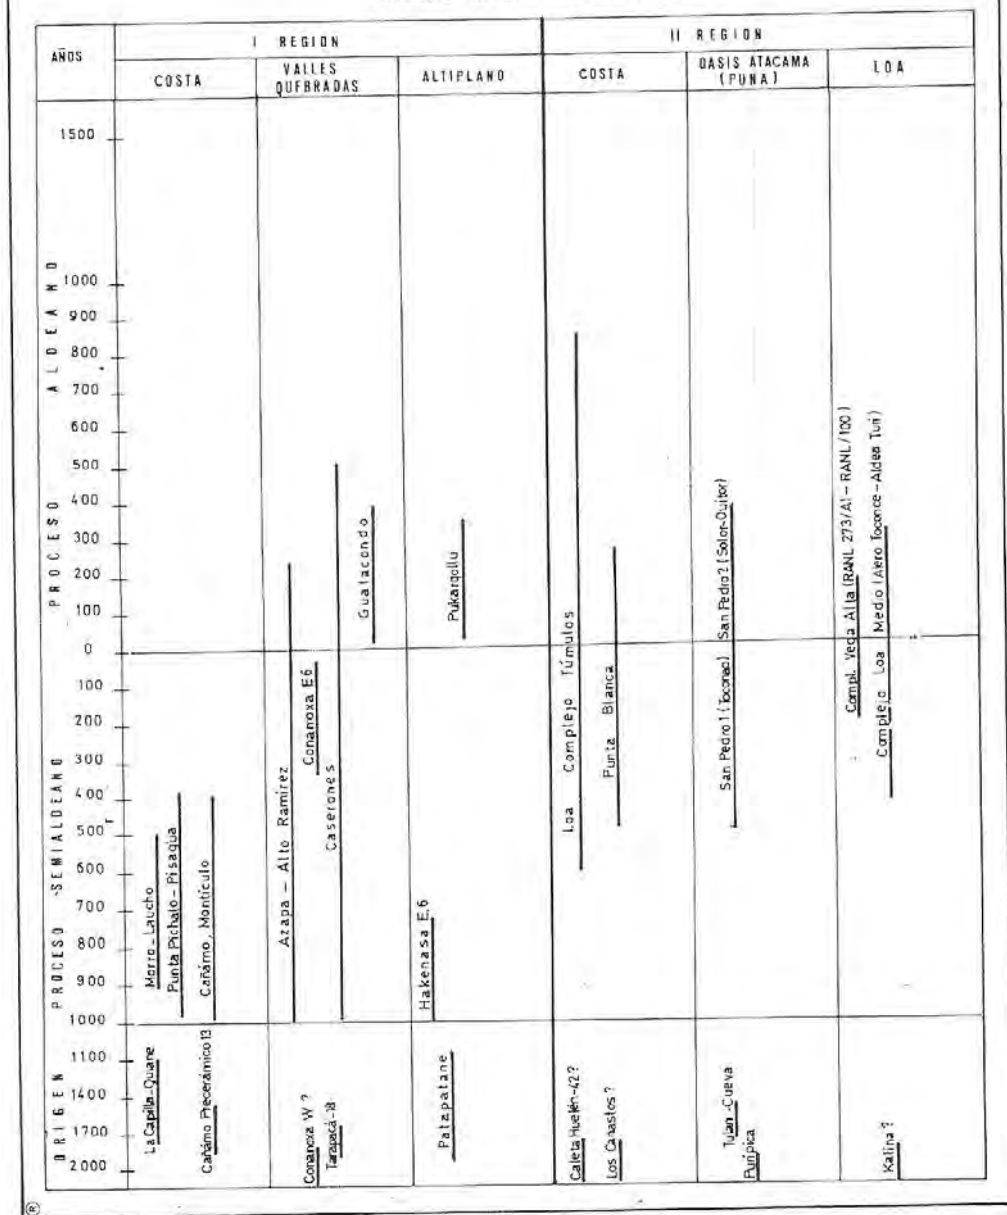 AÑOS
I REGION
II REGION
COSTA
VALLES
QUEBRADAS
ALTIPLANO
COSTA
OASIS ATACAMA
(PUNA)
LOA
PROCESO ALDEANO
PROCESO SEMIALDEANO
ORIGEN
1500
1000
900
800
700
600
500
400
300
200
100
0
100
200
300
400
500
600
700
800
900
1000
1100
1400
1700
2000
Morro-Laucho
Punta Pichalo-Pisagua
Cañamo, Montículo
La Capilla-Quiane
Cañamo Precerámico 13
Azapa - Alto Ramírez
Conanoxa E6
Caserones
Guatacondo
Conanoxa W ?
Tarapacá-18
Pukarqollu
Hakenasa E.6
Patapatane
Loa Complejo Túmulos
Punta Blanca
Caleta Huelén-42?
Los Canastos ?
San Pedro 1 (Toconao) San Pedro ? (Solor-Quitor)
Tulan-Cueva
Puripica
Compl. Vega Alta (RANL 273/A1 - RANL/100)
Complejo Loa Medio (Alero Toconce-Aldea Turi)
Kalina ?
®